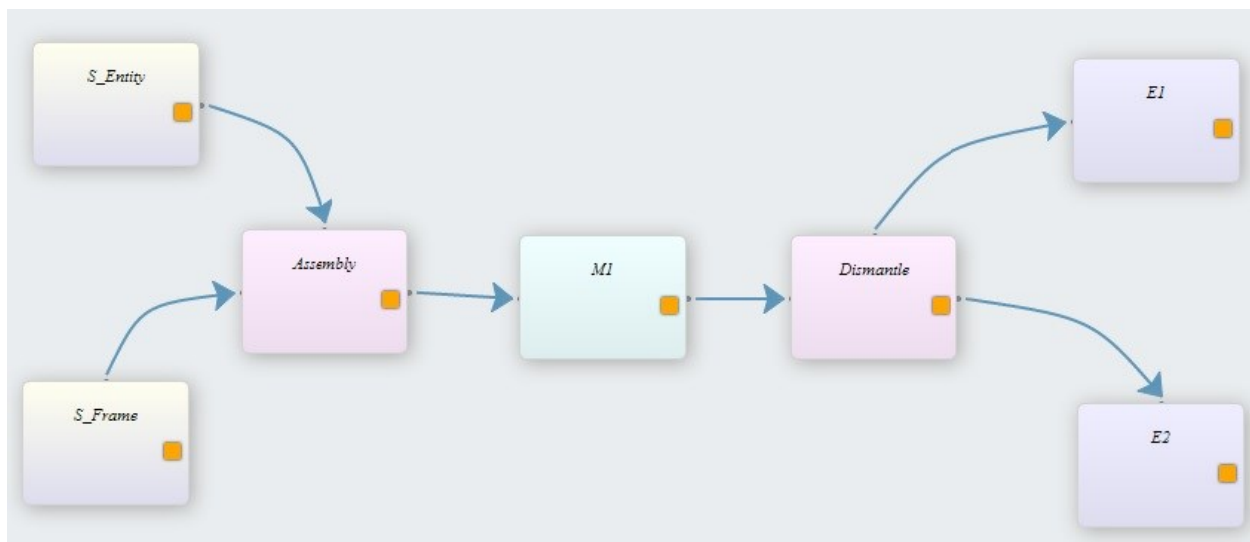 S_Entity
E1
Assembly
M1
Dismantle
S_Frame
E2